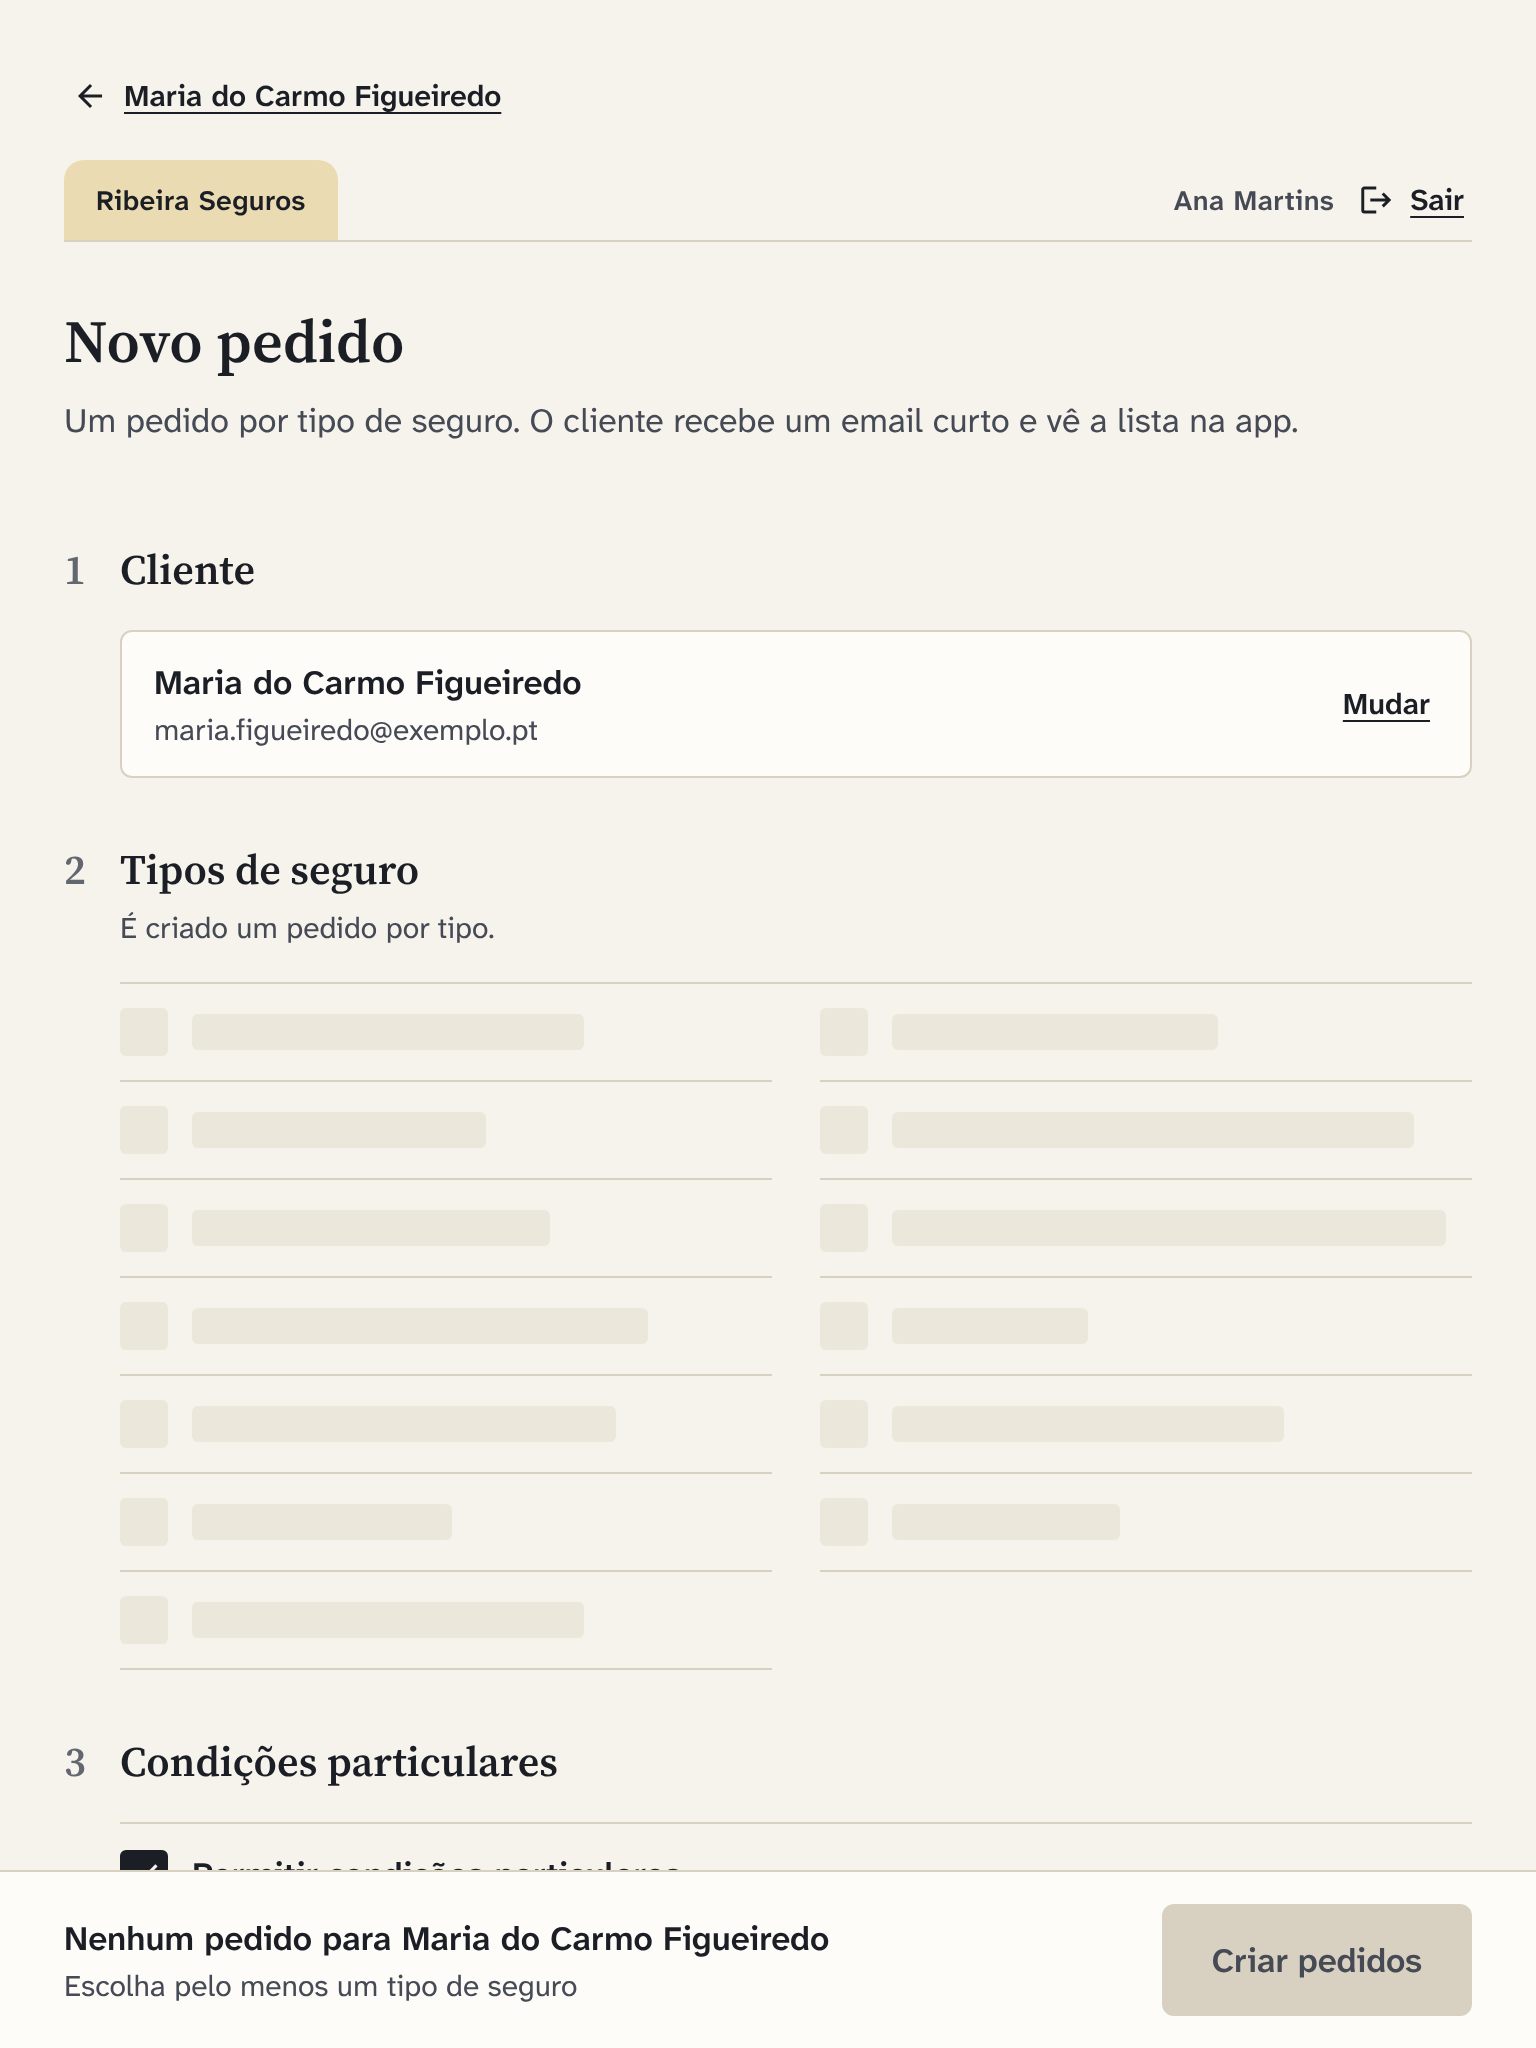 Maria do Carmo Figueiredo
Ribeira Seguros
Ana Martins
Sair
Novo pedido
Um pedido por tipo de seguro. O cliente recebe um email curto e vê a lista na app.
1 Cliente
Maria do Carmo Figueiredo
maria.figueiredo@exemplo.pt
Mudar
2 Tipos de seguro
É criado um pedido por tipo.
3 Condições particulares
Permitir condições particulares
Nenhum pedido para Maria do Carmo Figueiredo
Escolha pelo menos um tipo de seguro
Criar pedidos